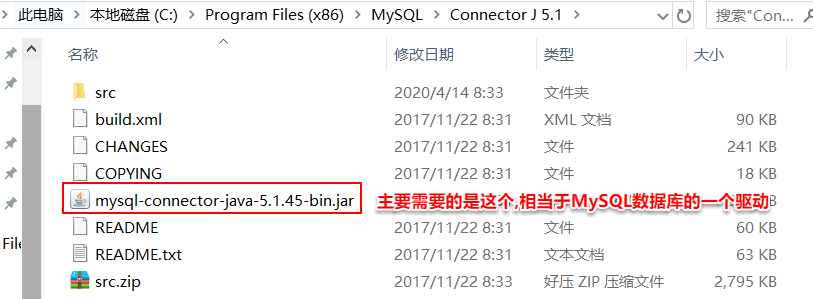 此电脑 › 本地磁盘 (C:) › Program Files (x86) › MySQL › Connector J 5.1 › 搜索"Con
名称 修改日期 类型 大小
src 2020/4/14 8:33 文件夹
build.xml 2017/11/22 8:31 XML 文档 90 KB
CHANGES 2017/11/22 8:31 文件 241 KB
COPYING 2017/11/22 8:31 文件 18 KB
mysql-connector-java-5.1.45-bin.jar 主要需要的是这个,相当于MySQL数据库的一个驱动
README 2017/11/22 8:31 文件 60 KB
File README.txt 2017/11/22 8:31 文本文档 63 KB
src.zip 2017/11/22 8:33 好压 ZIP 压缩文件 2,795 KB